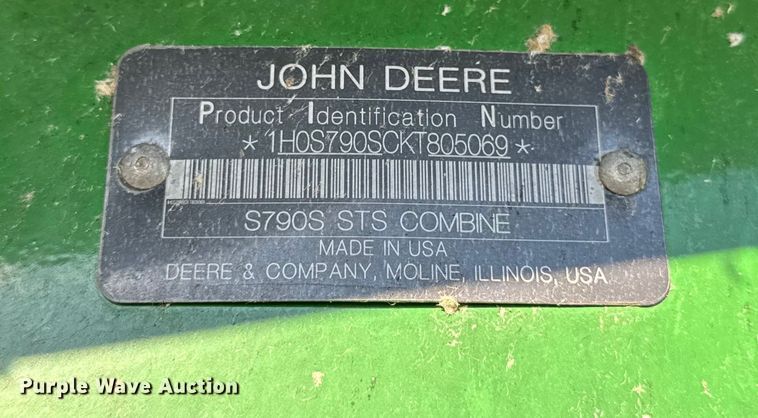 JOHN DEERE
Product Identification Number
* 1H0S790SCKT805069 *
S790S STS COMBINE
MADE IN USA
DEERE & COMPANY, MOLINE, ILLINOIS, USA
Purple Wave Auction